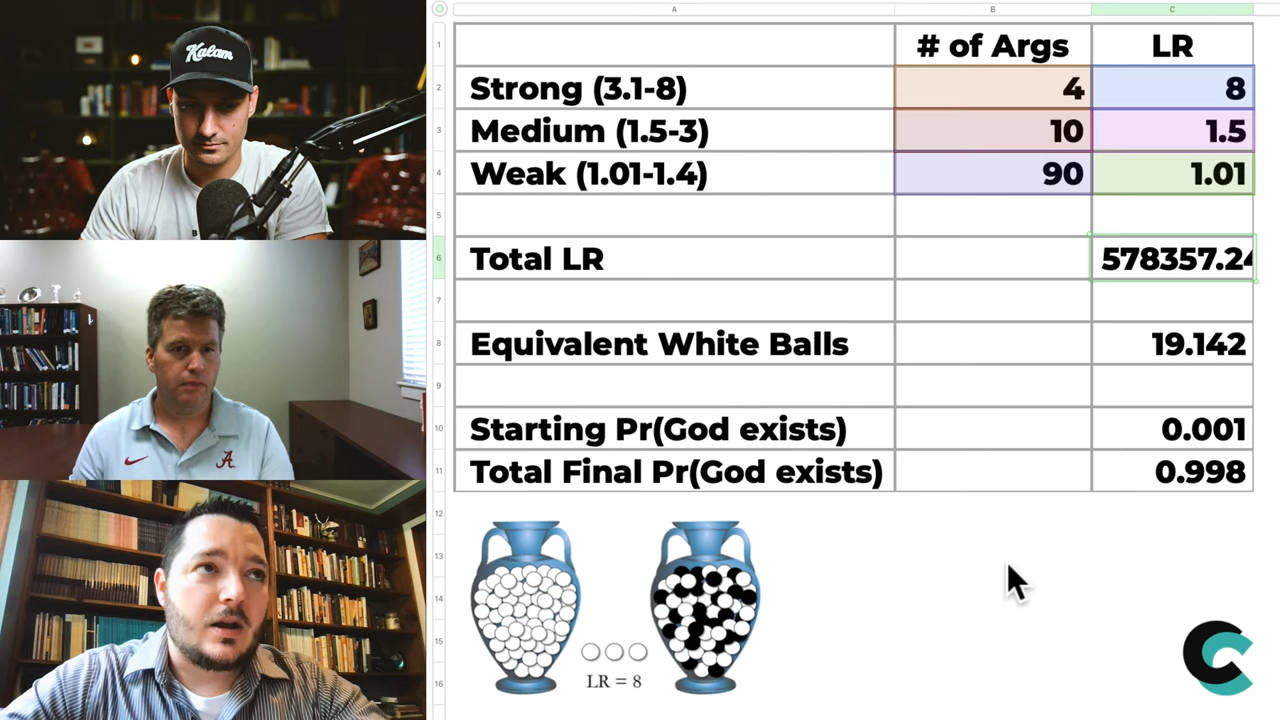 Kalam
A B C
1 # of Args LR
2 Strong (3.1-8) 4 8
3 Medium (1.5-3) 10 1.5
4 Weak (1.01-1.4) 90 1.01
5
6 Total LR 578357.24
7
8 Equivalent White Balls 19.142
9
10 Starting Pr(God exists) 0.001
11 Total Final Pr(God exists) 0.998
12
13
14
15
LR = 8
16
A